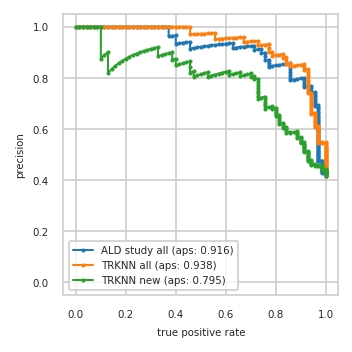 1.0
0.8
0.6
0.4
0.2
0.0
precision
ALD study all (aps: 0.916)
TRKNN all (aps: 0.938)
TRKNN new (aps: 0.795)
0.0 0.2 0.4 0.6 0.8 1.0
true positive rate